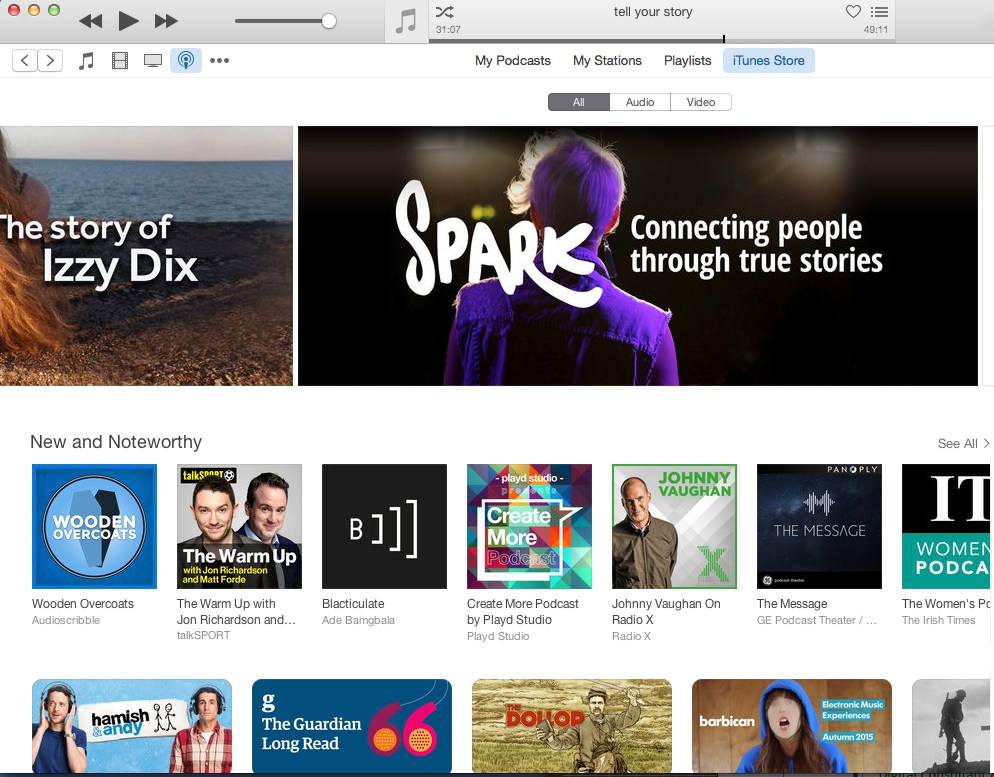 tell your story
31:07
49:11
My Podcasts
My Stations
Playlists
iTunes Store
All
Audio
Video
The story of
Izzy Dix
SPARK
Connecting people
through true stories
New and Noteworthy
See All
WOODEN
OVERCOATS
talkSPORT
The Warm Up
with Jon Richardson
and Matt Forde
B
- playd studio -
presents
Create
More
Podcast
JOHNNY
VAUGHAN
X
PANOPLY
THE MESSAGE
podcast theater
IT
WOMEN
PODCA
Wooden Overcoats
Audioscribble
The Warm Up with
Jon Richardson and…
talkSPORT
Blacticulate
Ade Bamgbala
Create More Podcast
by Playd Studio
Playd Studio
Johnny Vaughan On
Radio X
Radio X
The Message
GE Podcast Theater / …
The Women's Po
The Irish Times
hamish
&andy
g
The Guardian
Long Read
THE
DOLLOP
barbican
Electronic Music
Experiences
Autumn 2015